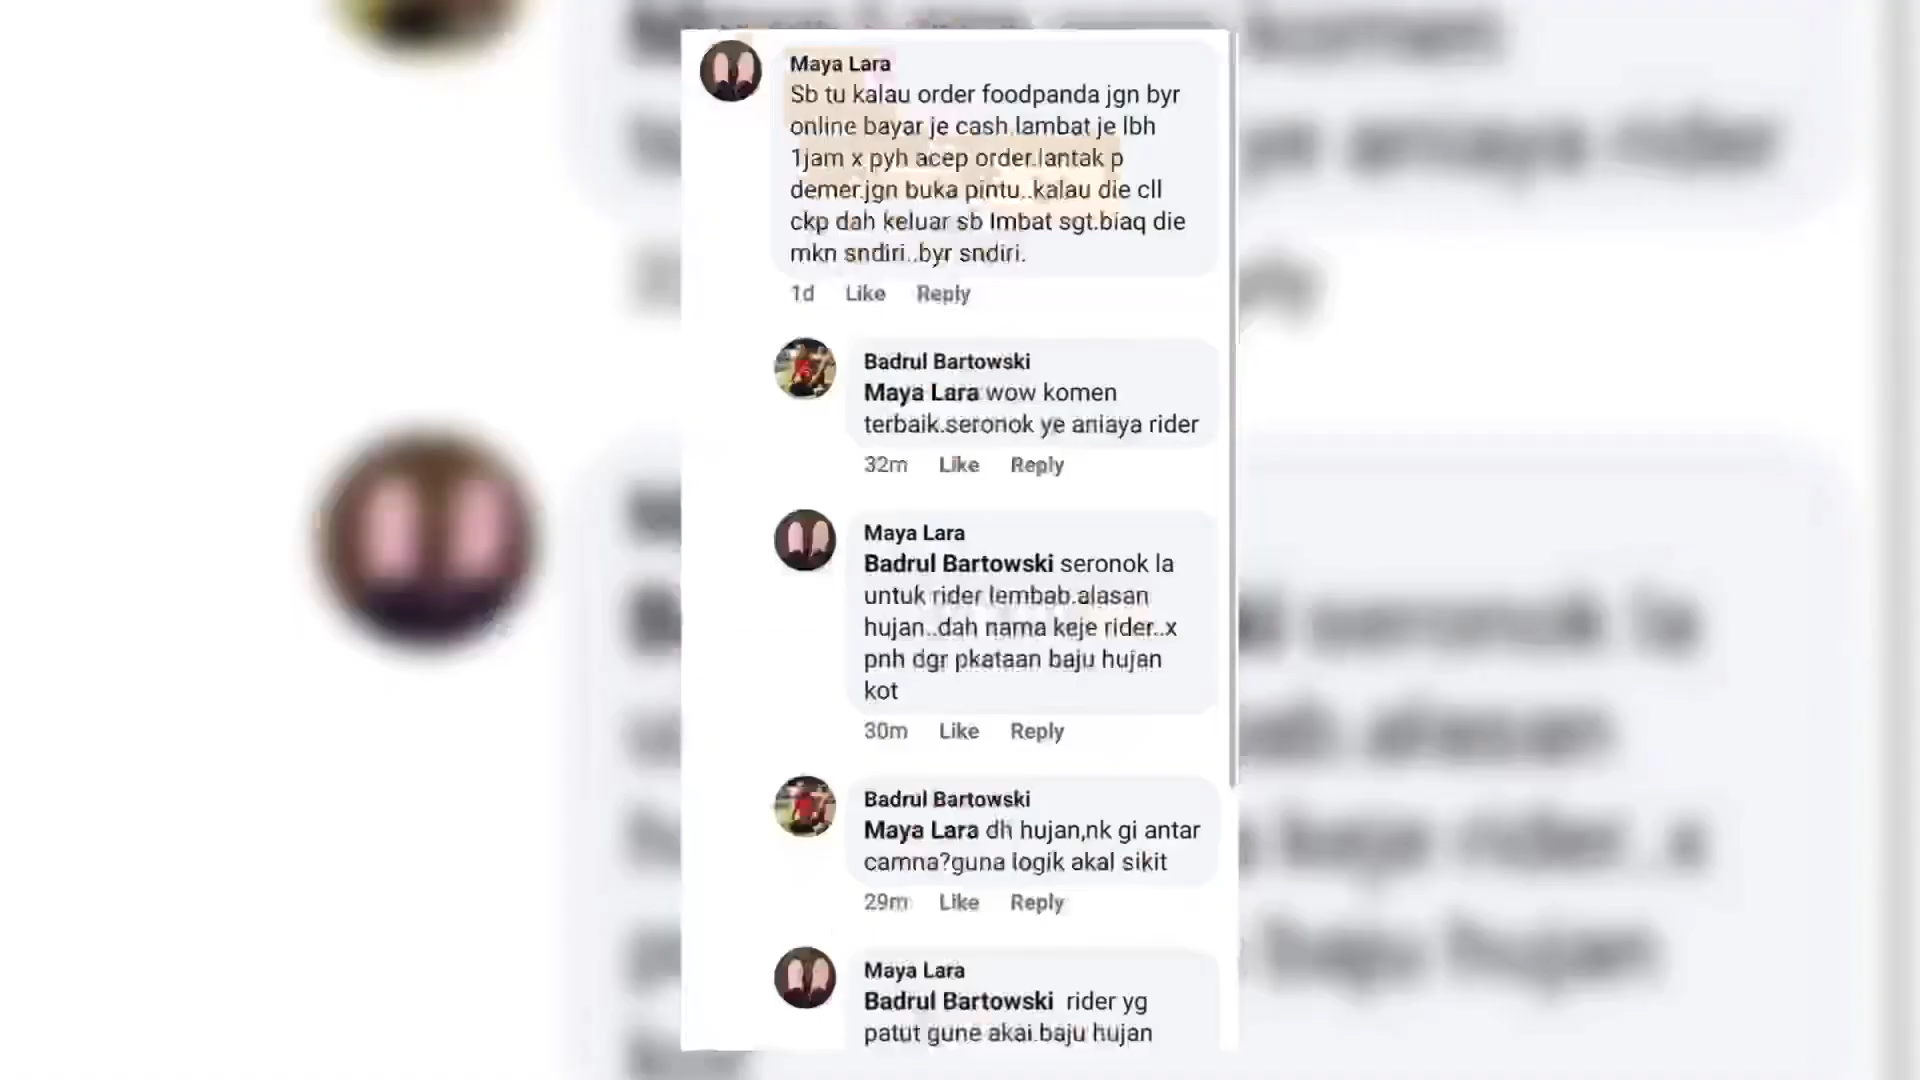 Maya Lara
Sb tu kalau order foodpanda jgn byr
online bayar je cash.lambat je lbh
1jam x pyh acep order.lantak p
demer.jgn buka pintu..kalau die cll
ckp dah keluar sb lmbat sgt.biaq die
mkn sndiri..byr sndiri.
1d Like Reply
Badrul Bartowski
Maya Lara wow komen
terbaik.seronok ye aniaya rider
32m Like Reply
Maya Lara
Badrul Bartowski seronok la
untuk rider lembab.alasan
hujan..dah nama keje rider..x
pnh dgr pkataan baju hujan
kot
30m Like Reply
Badrul Bartowski
Maya Lara dh hujan,nk gi antar
camna?guna logik akal sikit
29m Like Reply
Maya Lara
Badrul Bartowski rider yg
patut gune akai.baju hujan